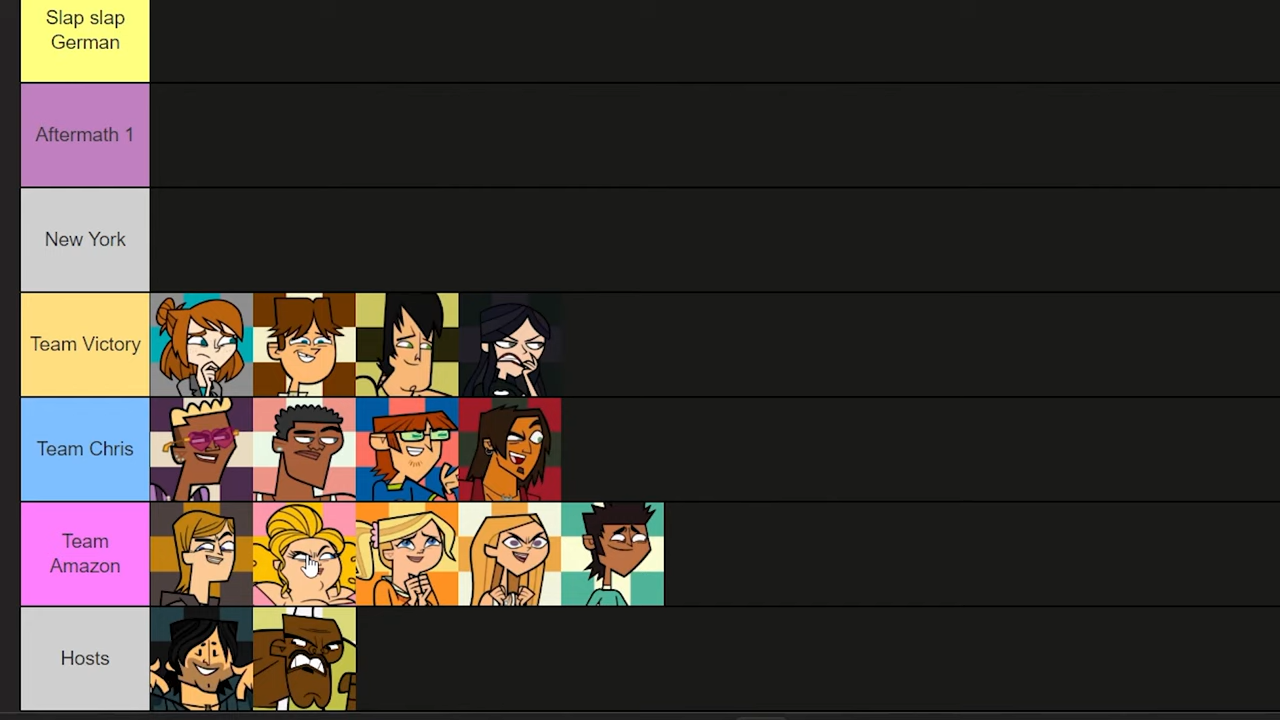 Slap slap
German
Aftermath 1
New York
Team Victory
Team Chris
Team
Amazon
Hosts